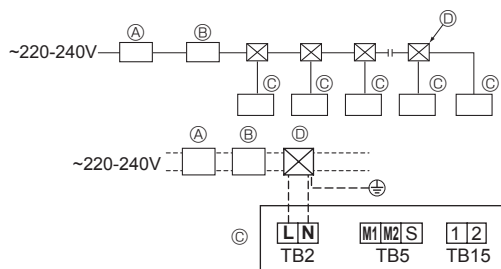 Ⓐ Ⓑ Ⓓ
~220-240V
Ⓒ Ⓒ Ⓒ Ⓒ Ⓒ
Ⓐ Ⓑ Ⓓ
~220-240V
Ⓒ L N M1 M2 S 1 2
TB2 TB5 TB15